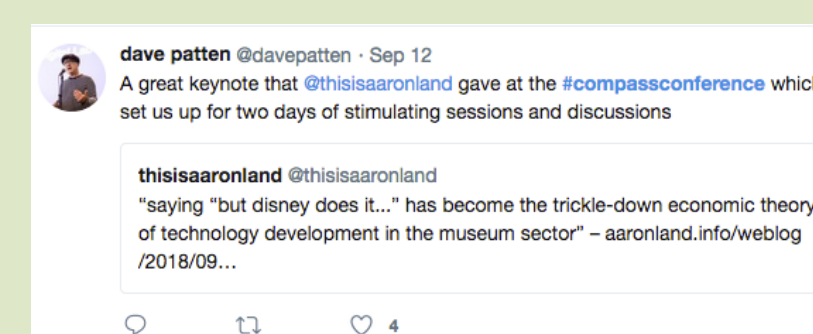 dave patten @davepatten · Sep 12
A great keynote that @thisisaaronland gave at the #compassconference which
set us up for two days of stimulating sessions and discussions
thisisaaronland @thisisaaronland
“saying “but disney does it...” has become the trickle-down economic theory
of technology development in the museum sector" – aaronland.info/weblog
/2018/09…
4